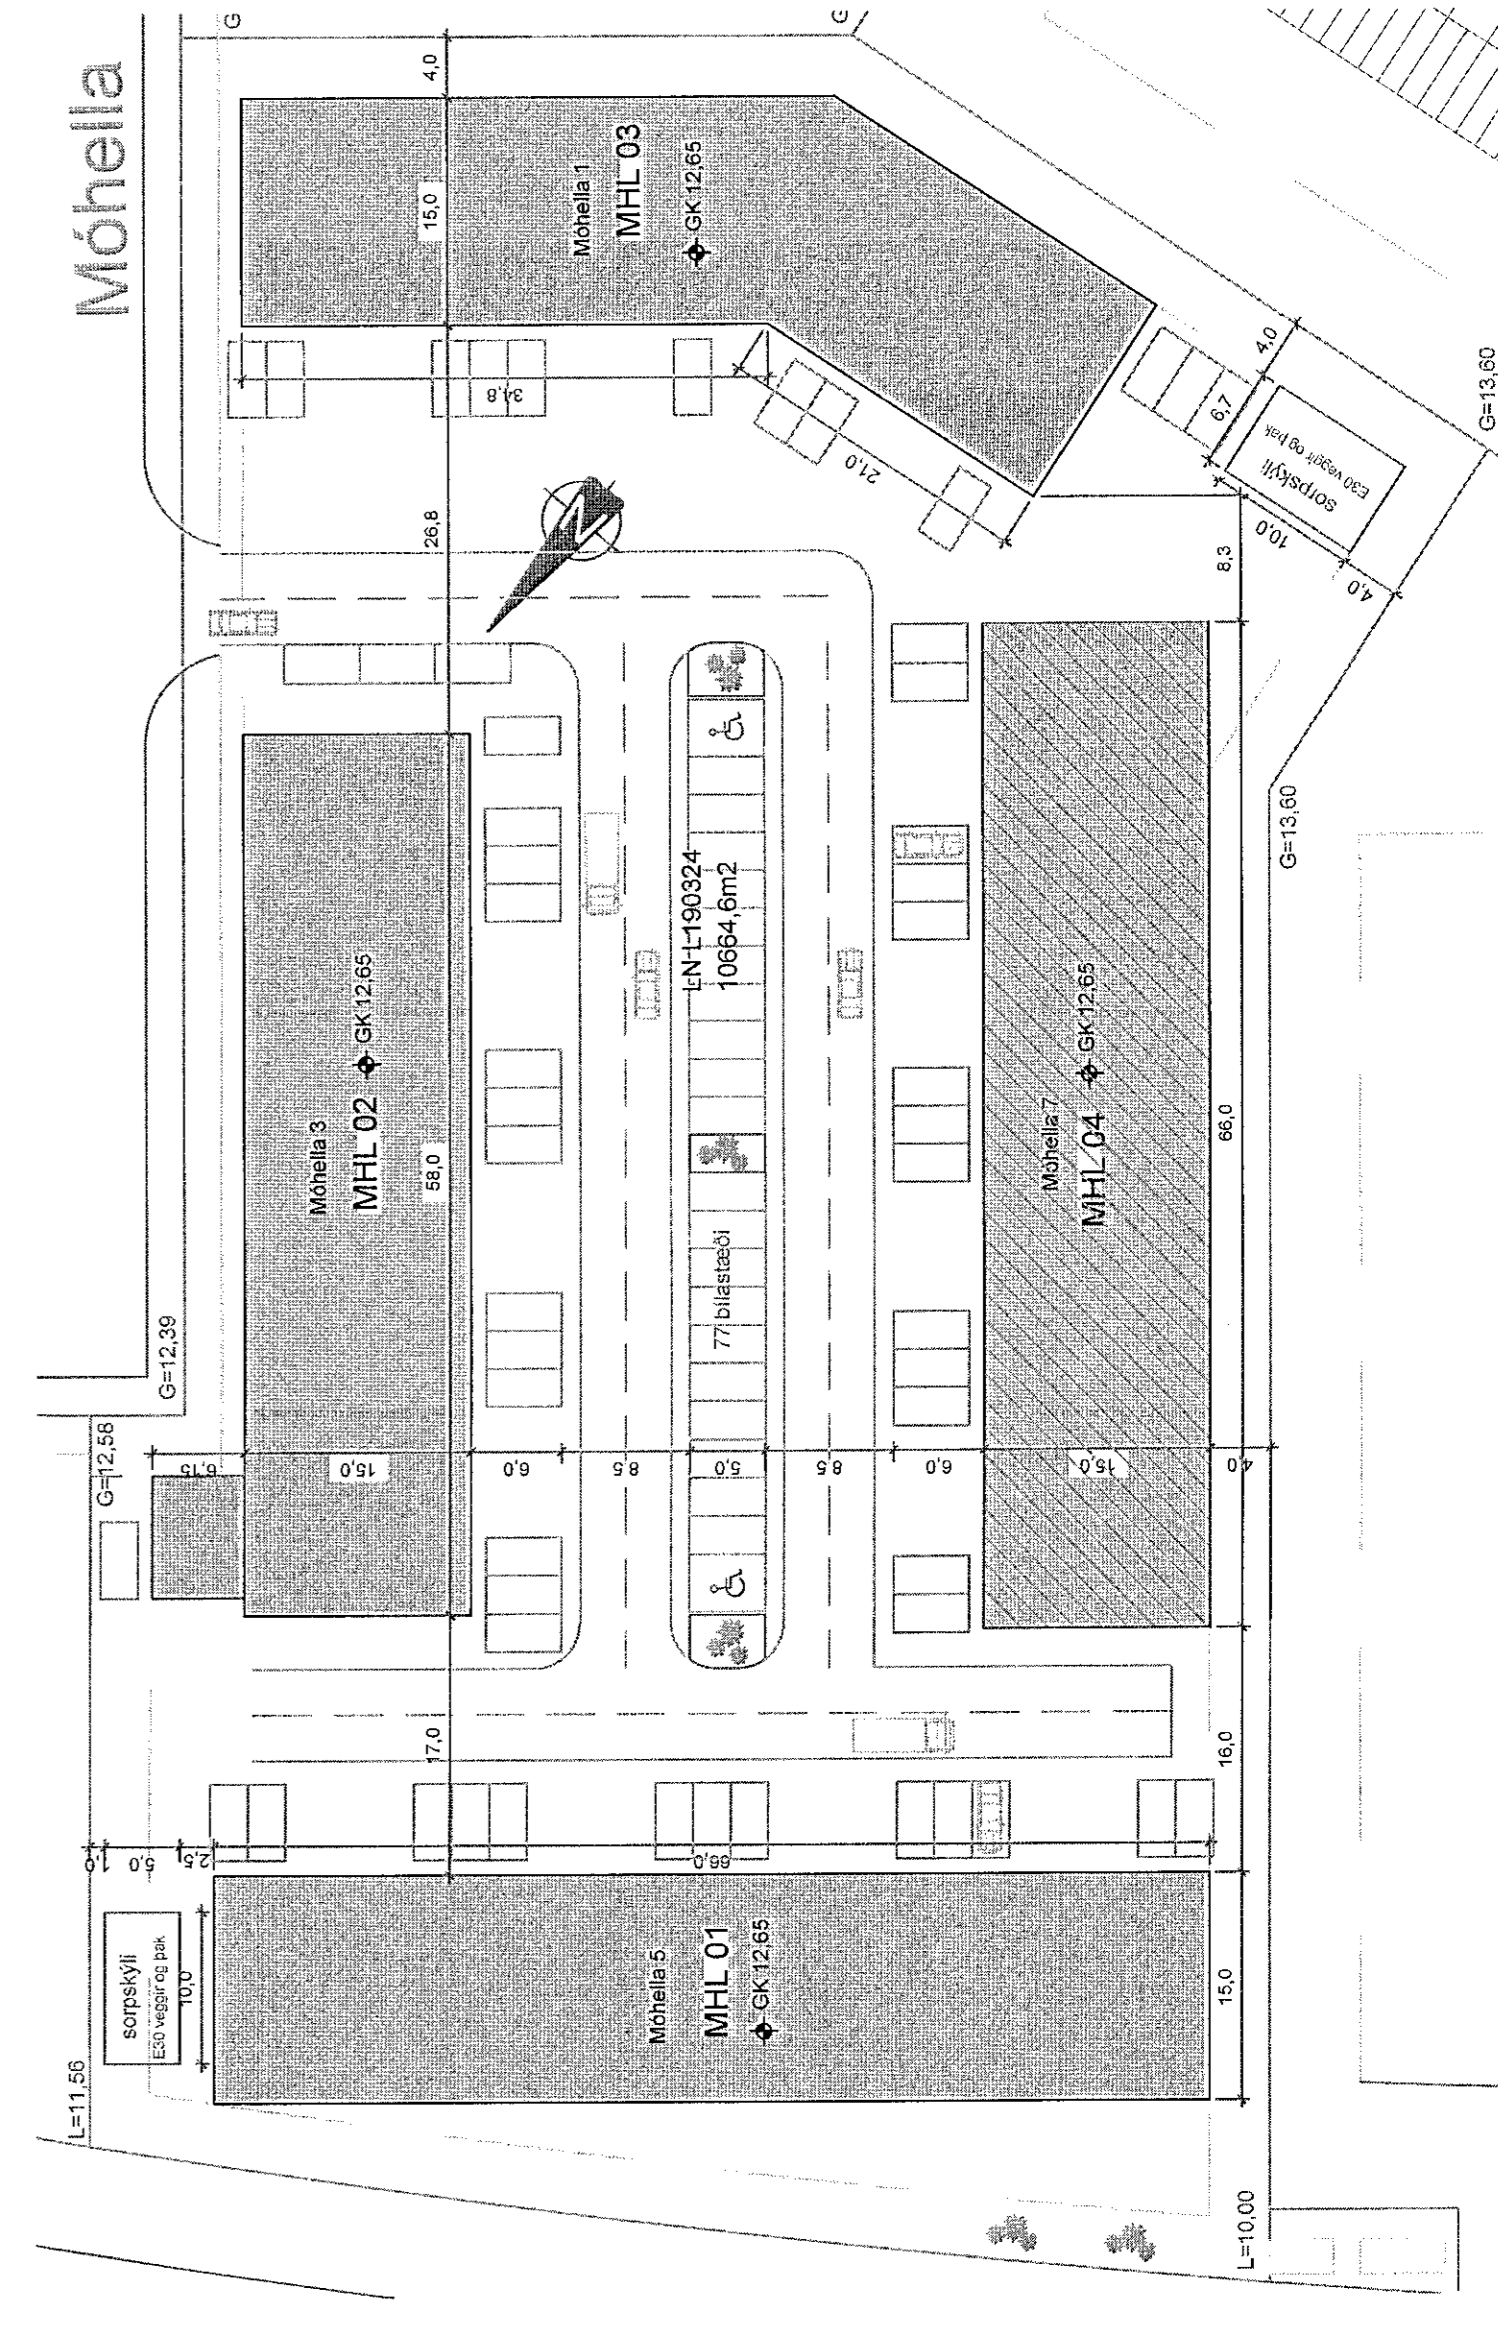 Móhella
G
G
4,0
15,0
Móhella 1
MHL 03
GK 12,65
34,8
21,0
26,8
4,0
6,7
sorpskýli
E30 veggir og þak
10,0
4,0
8,3
G=13,60
G=13,60
Móhella 3
MHL 02
GK 12,65
58,0
LN-L190324
10664,6m2
77 bílastæði
Móhella 7
MHL 04
GK 12,65
66,0
G=12,39
G=12,58
6,15
15,0
6,0
8,5
5,0
8,5
6,0
15,0
4,0
17,0
16,0
1,0
5,0
2,5
66,0
sorpskýli
E30 veggir og þak
10,0
Móhella 5
MHL 01
GK 12,65
15,0
L=11,56
L=10,00